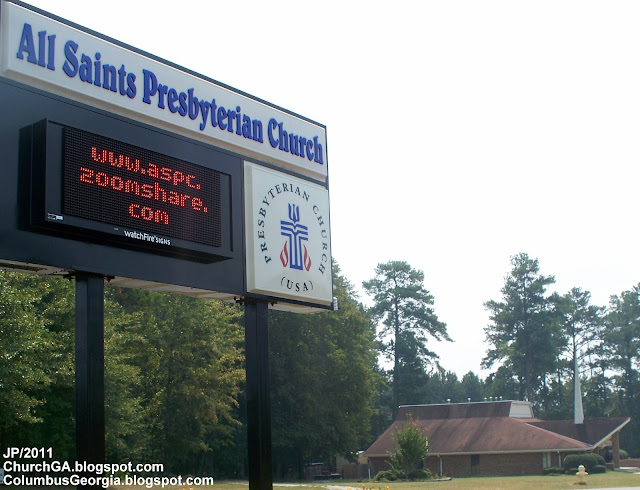 All Saints Presbyterian Church
www.aspc.
zoomshare.
com
watchFire SIGNS
PRESBYTERIAN CHURCH
(USA)
JP/2011
ChurchGA.blogspot.com
ColumbusGeorgia.blogspot.com